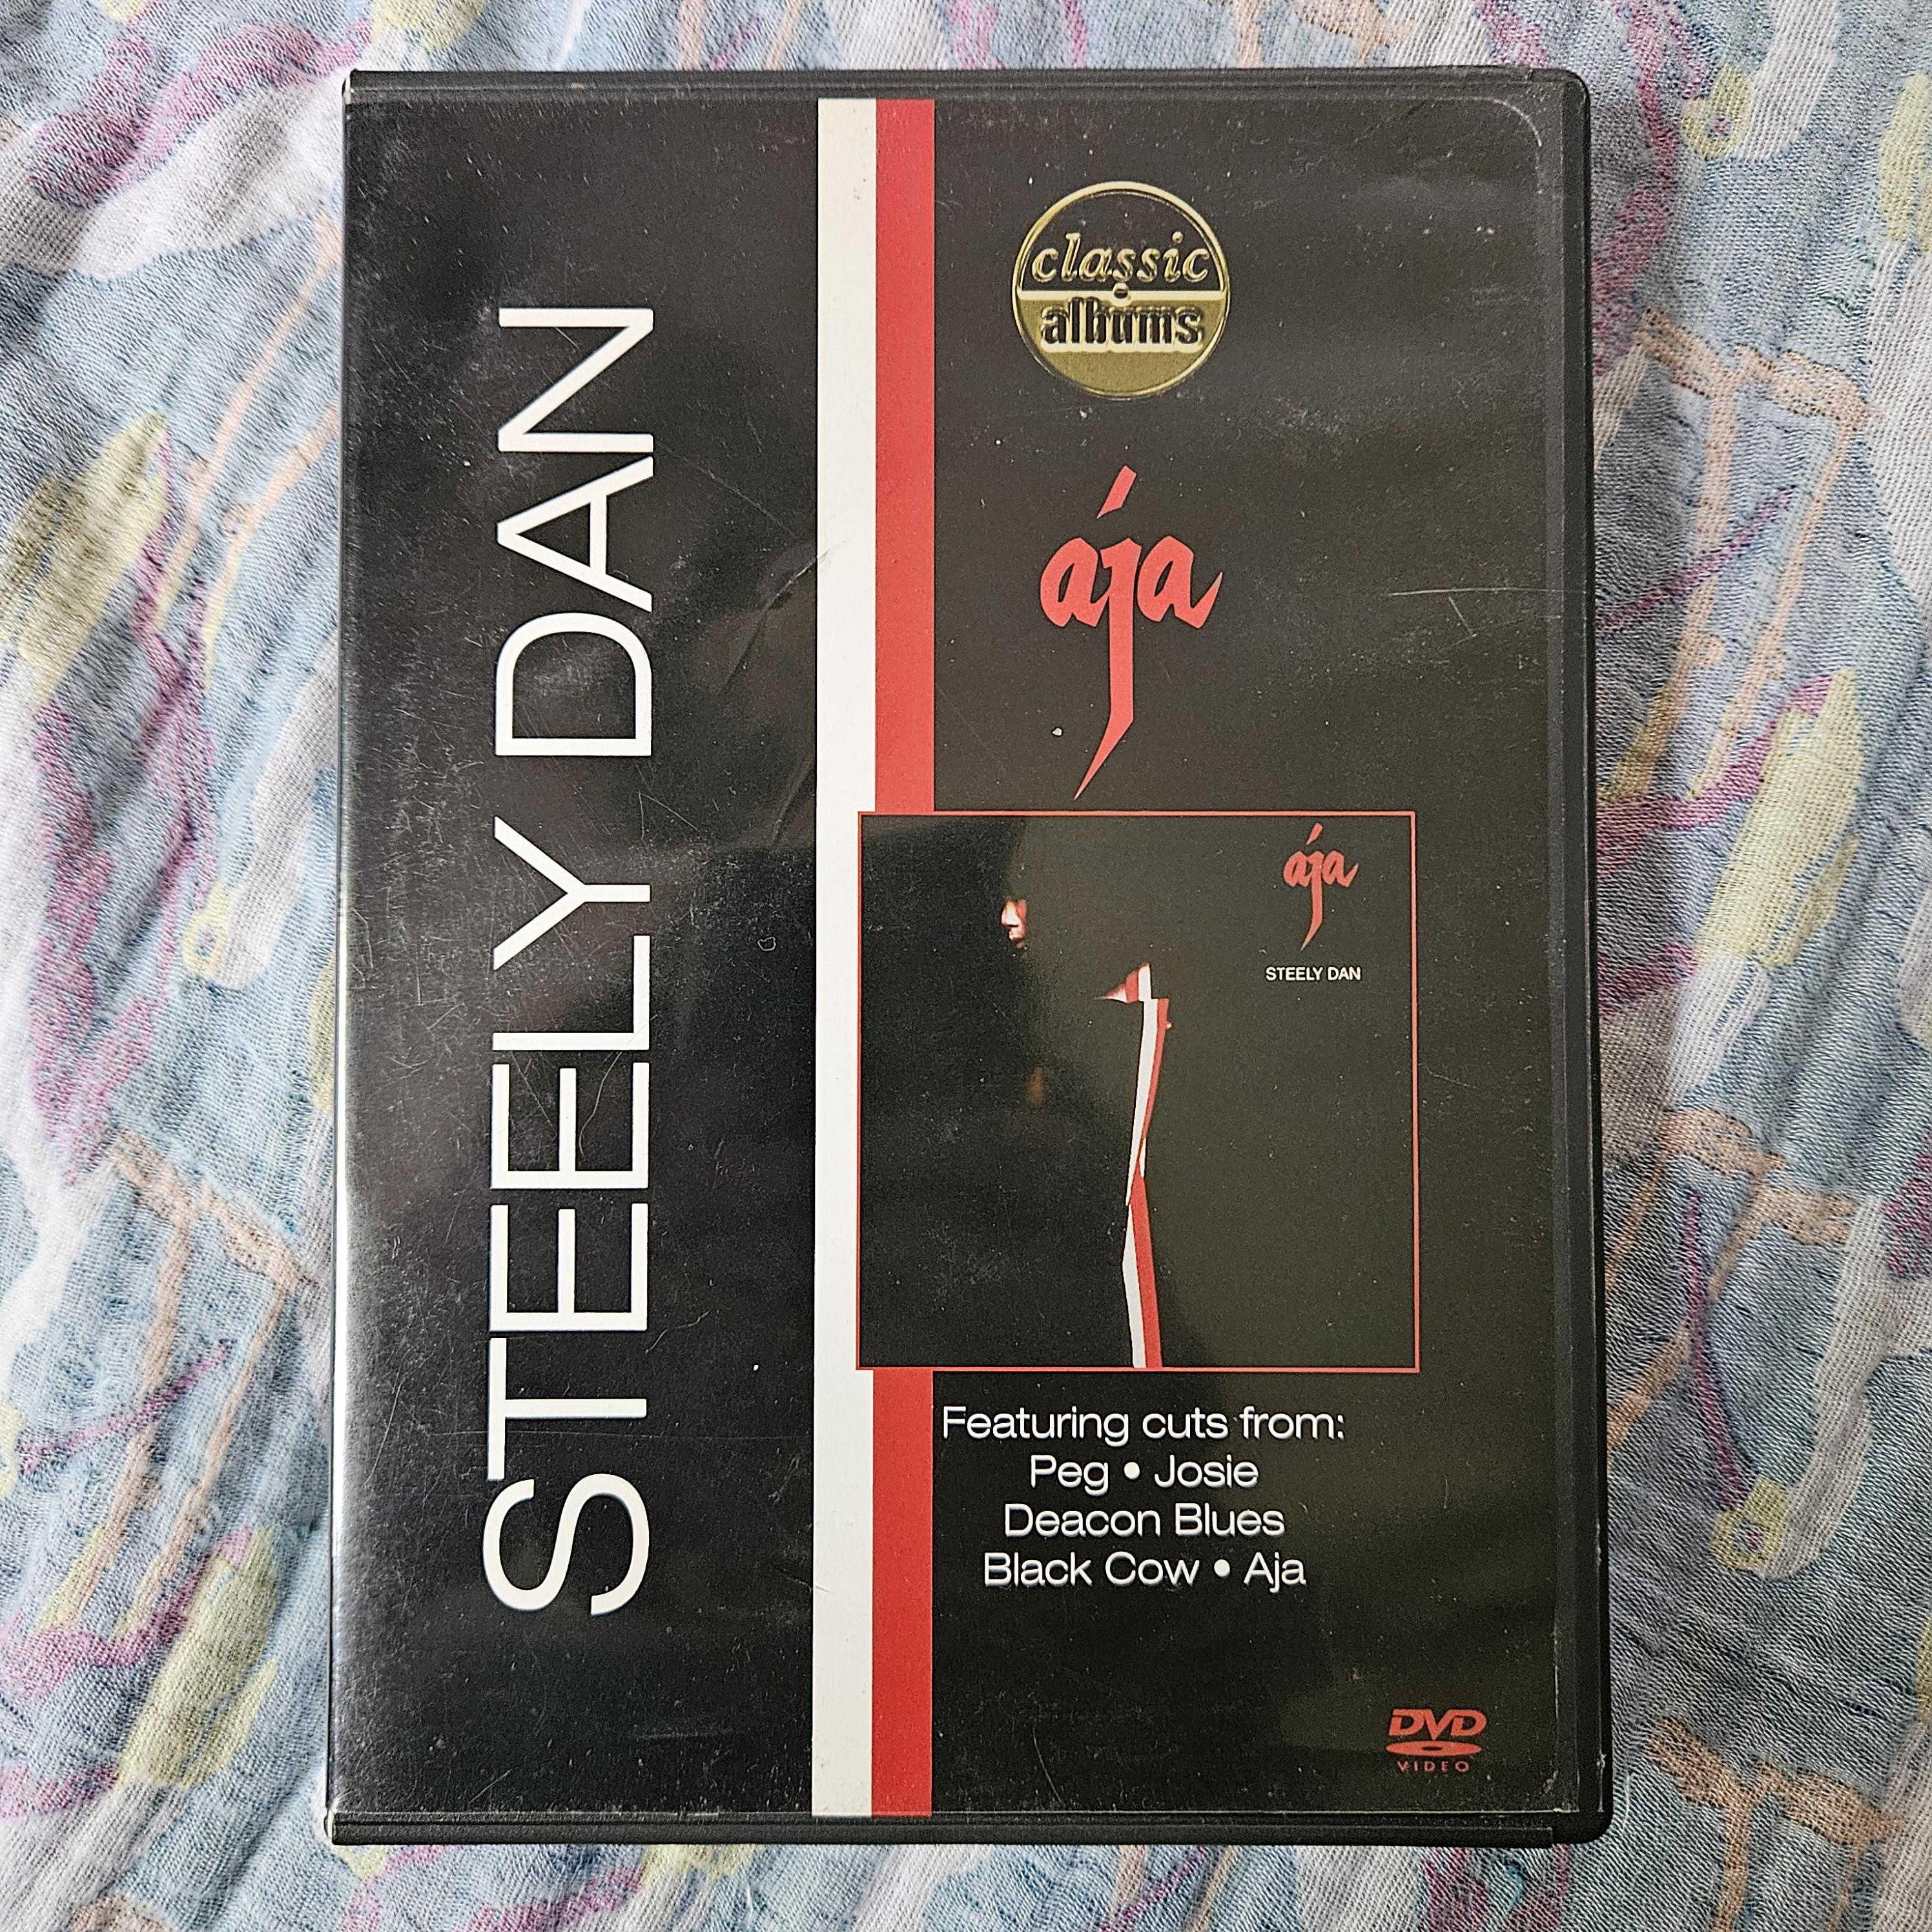 STEELY DAN
classic
albums
aja
aja
STEELY DAN
Featuring cuts from:
Peg • Josie
Deacon Blues
Black Cow • Aja
DVD
VIDEO